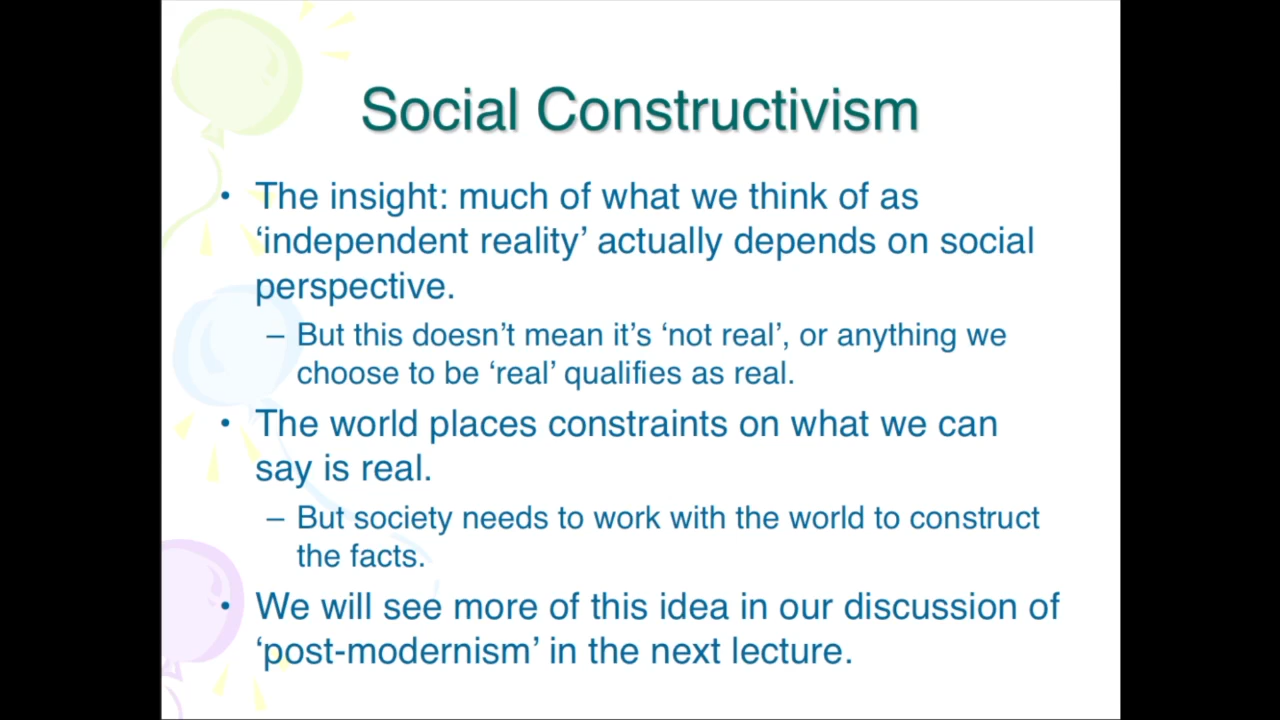 Social Constructivism
• The insight: much of what we think of as
‘independent reality’ actually depends on social
perspective.
– But this doesn’t mean it’s ‘not real’, or anything we
choose to be ‘real’ qualifies as real.
• The world places constraints on what we can
say is real.
– But society needs to work with the world to construct
the facts.
• We will see more of this idea in our discussion of
‘post-modernism’ in the next lecture.